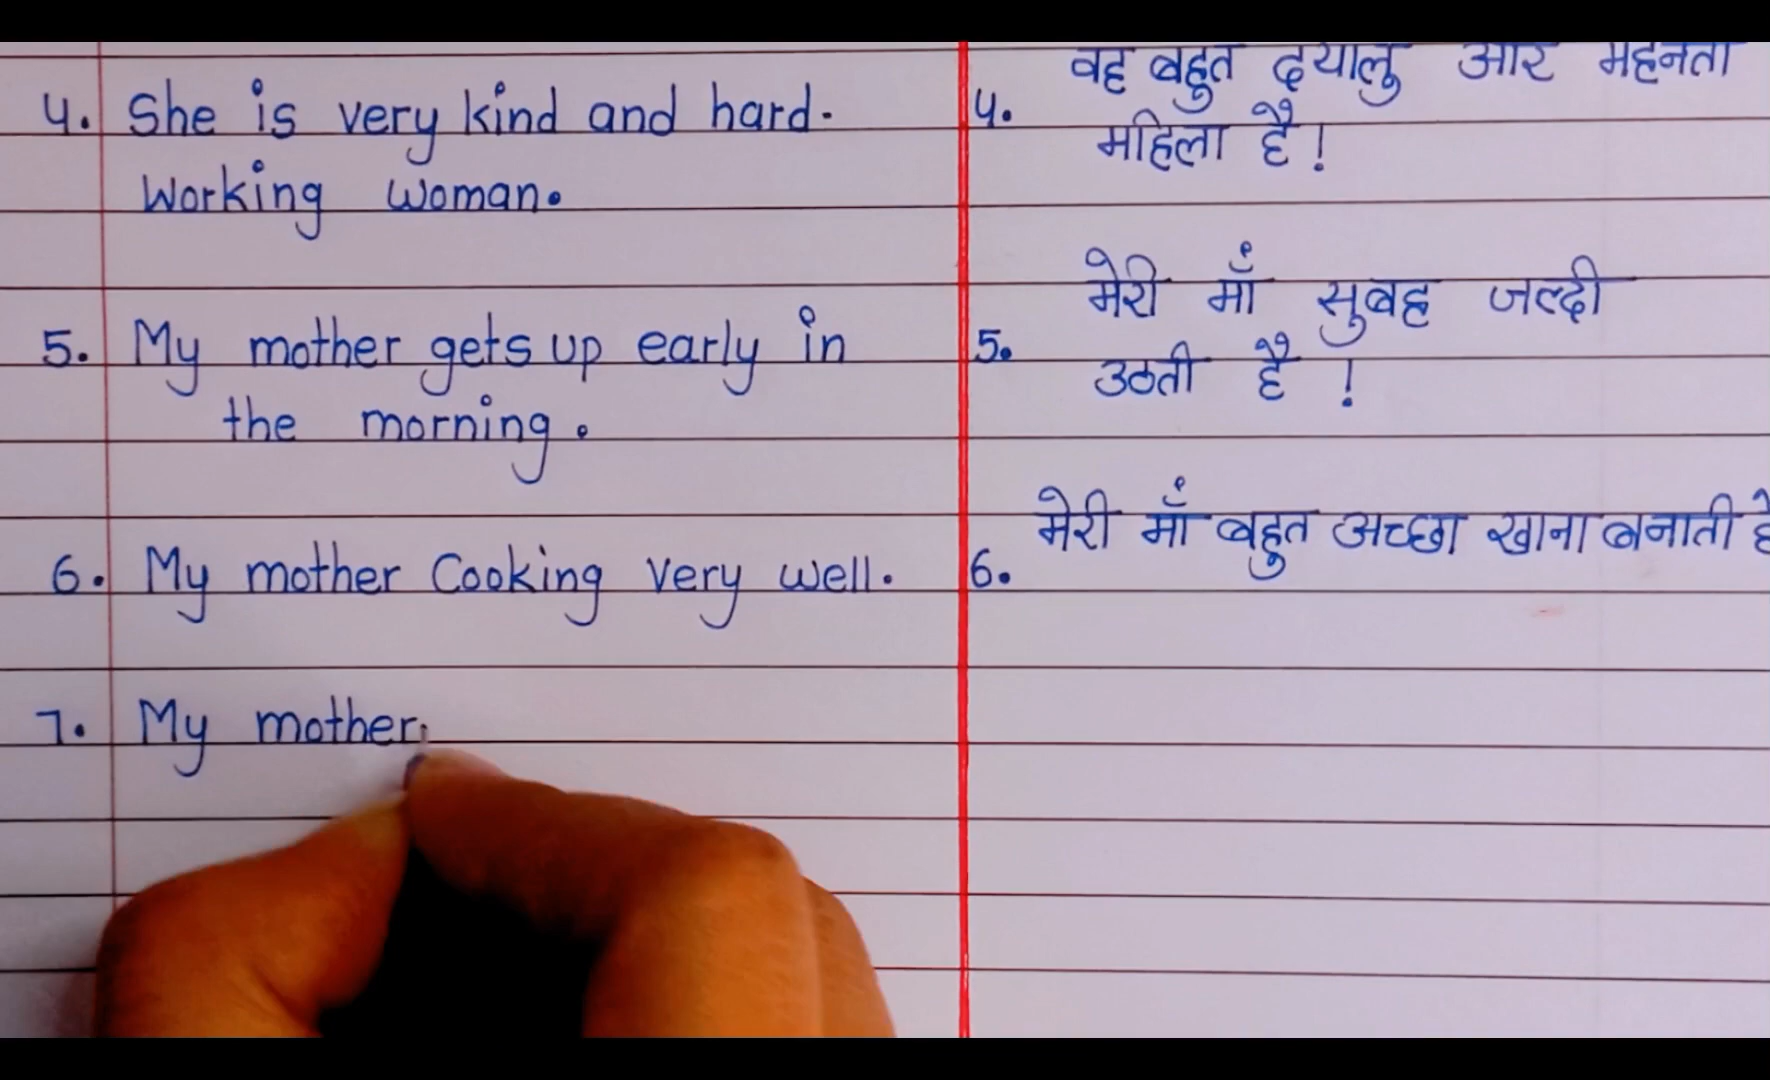 4. She is very kind and hard-
Working woman.
5. My mother gets up early in
the morning.
6. My mother Cooking very well.
7. My mother
वह बहुत दयालु और मेहनती
4.
महिला है!
मेरी माँ सुबह जल्दी
5.
उठती है!
मेरी माँ बहुत अच्छा खाना बनाती है
6.